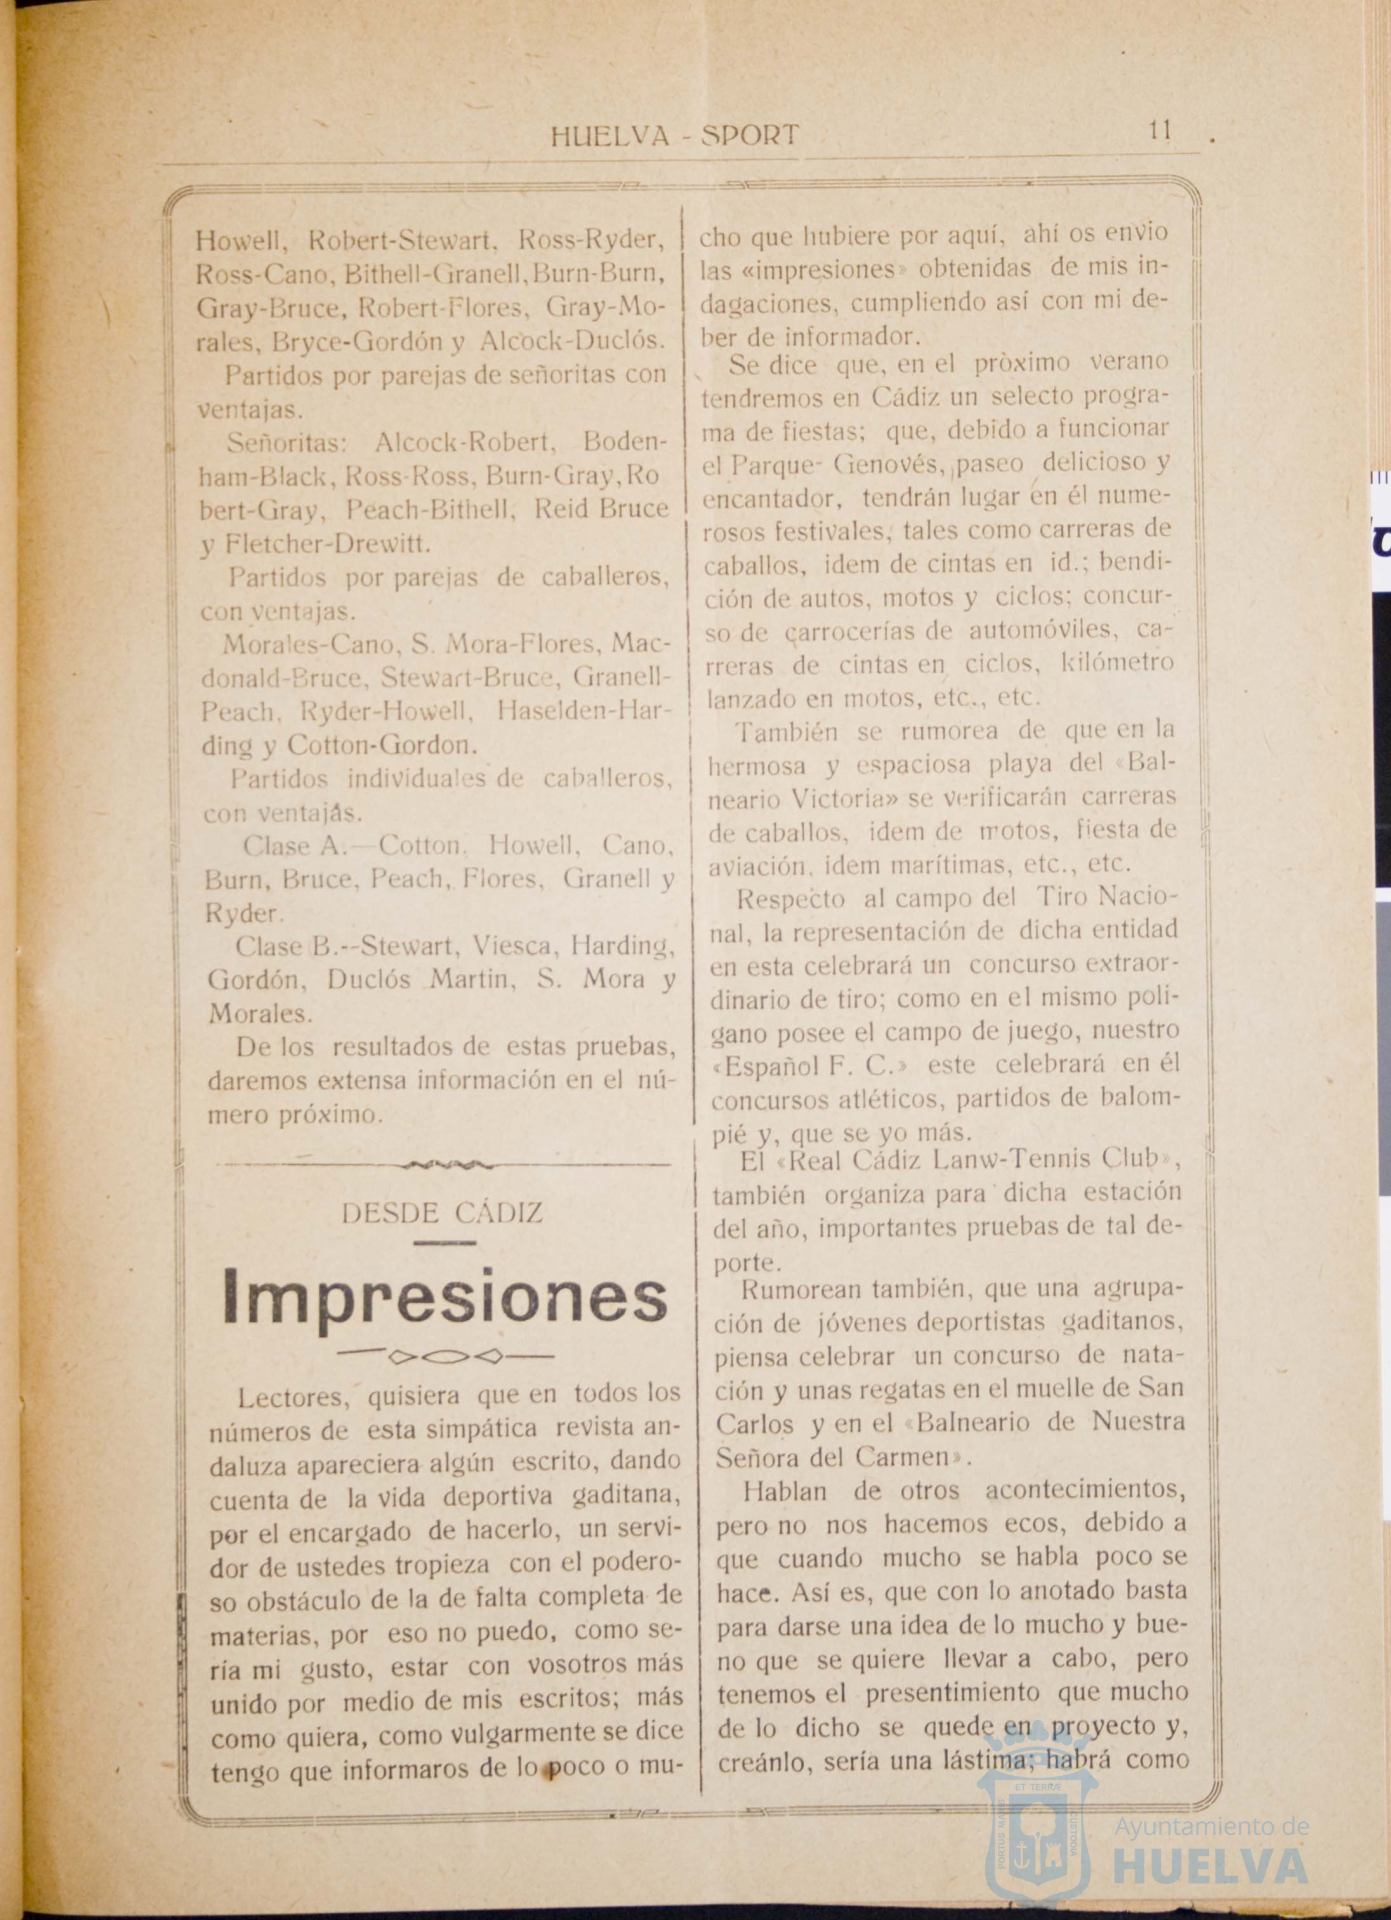 HUELVA - SPORT
11
Howell, Robert-Stewart, Ross-Ryder,
Ross-Cano, Bithell-Granell, Burn-Burn,
Gray-Bruce, Robert-Flores, Gray-Mo-
rales, Bryce-Gordón y Alcock-Duclós.
Partidos por parejas de señoritas con
ventajas.
Señoritas: Alcock-Robert, Boden-
ham-Black, Ross-Ross, Burn-Gray, Ro
bert-Gray, Peach-Bithell, Reid Bruce
y Fletcher-Drewitt.
Partidos por parejas de caballeros,
con ventajas.
Morales-Cano, S. Mora-Flores, Mac-
donald-Bruce, Stewart-Bruce, Granell-
Peach, Ryder-Howell, Haselden-Har-
ding y Cotton-Gordon.
Partidos individuales de caballeros,
con ventajas.
Clase A.—Cotton, Howell, Cano,
Burn, Bruce, Peach, Flores, Granell y
Ryder.
Clase B.--Stewart, Viesca, Harding,
Gordón, Duclós Martin, S. Mora y
Morales.
De los resultados de estas pruebas,
daremos extensa información en el nú-
mero próximo.
DESDE CÁDIZ
Impresiones
Lectores, quisiera que en todos los
números de esta simpática revista an-
daluza apareciera algún escrito, dando
cuenta de la vida deportiva gaditana,
por el encargado de hacerlo, un servi-
dor de ustedes tropieza con el podero-
so obstáculo de la de falta completa de
materias, por eso no puedo, como se-
ría mi gusto, estar con vosotros más
unido por medio de mis escritos; más
como quiera, como vulgarmente se dice
tengo que informaros de lo poco o mu-
cho que hubiere por aquí, ahí os envio
las «impresiones» obtenidas de mis in-
dagaciones, cumpliendo así con mi de-
ber de informador.
Se dice que, en el pròximo verano
tendremos en Cádiz un selecto progra-
ma de fiestas; que, debido a funcionar
el Parque- Genovés, ¡paseo delicioso y
encantador, tendrán lugar en él nume-
rosos festivales, tales como carreras de
caballos, idem de cintas en id.; bendi-
ción de autos, motos y ciclos; concur-
so de carrocerías de automóviles, ca-
rreras de cintas en ciclos, kilómetro
lanzado en motos, etc., etc.
También se rumorea de que en la
hermosa y espaciosa playa del «Bal-
neario Victoria» se verificarán carreras
de caballos, idem de motos, fiesta de
aviación, idem marítimas, etc., etc.
Respecto al campo del Tiro Nacio-
nal, la representación de dicha entidad
en esta celebrará un concurso extraor-
dinario de tiro; como en el mismo polí-
gano posee el campo de juego, nuestro
«Español F. C.» este celebrará en él
concursos atléticos, partidos de balom-
pié y, que se yo más.
El «Real Cádiz Lanw-Tennis Club»,
también organiza para dicha estación
del año, importantes pruebas de tal de-
porte.
Rumorean también, que una agrupa-
ción de jóvenes deportistas gaditanos,
piensa celebrar un concurso de nata-
ción y unas regatas en el muelle de San
Carlos y en el «Balneario de Nuestra
Señora del Carmen».
Hablan de otros acontecimientos,
pero no nos hacemos ecos, debido a
que cuando mucho se habla poco se
hace. Así es, que con lo anotado basta
para darse una idea de lo mucho y bue-
no que se quiere llevar a cabo, pero
tenemos el presentimiento que mucho
de lo dicho se quede en proyecto y,
creánlo, sería una lástima; habrá como
PORTUS MARIS
ET TERRÆ
CUSTODIA
Ayuntamiento de
HUELVA